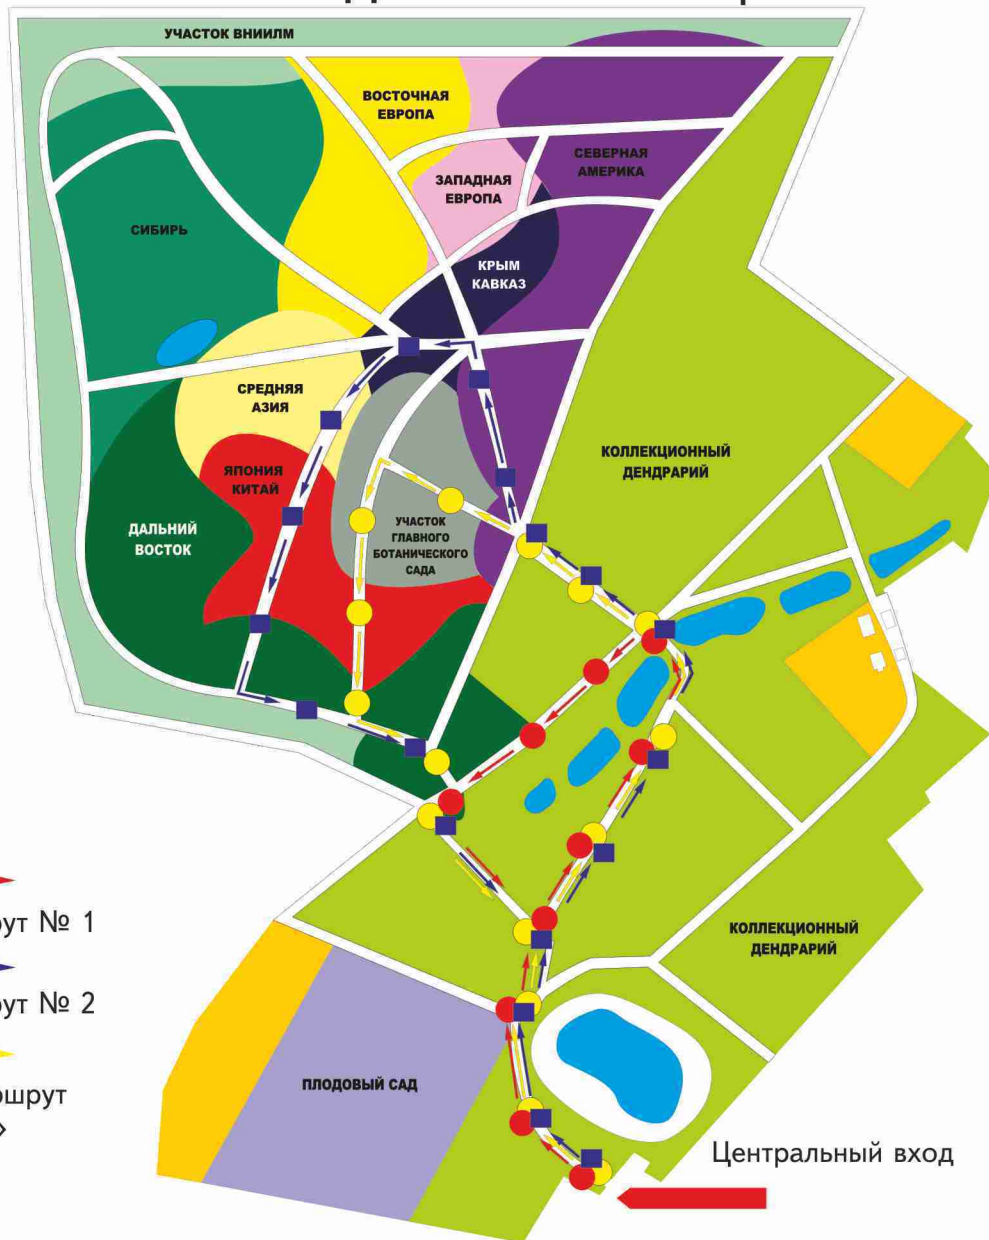 УЧАСТОК ВНИИЛМ
ВОСТОЧНАЯ
ЕВРОПА
СЕВЕРНАЯ
АМЕРИКА
ЗАПАДНАЯ
ЕВРОПА
СИБИРЬ
КРЫМ
КАВКАЗ
СРЕДНЯЯ
АЗИЯ
КОЛЛЕКЦИОННЫЙ
ДЕНДРАРИЙ
ЯПОНИЯ
КИТАЙ
ДАЛЬНИЙ
ВОСТОК
УЧАСТОК
ГЛАВНОГО
БОТАНИЧЕСКОГО
САДА
рут № 1
КОЛЛЕКЦИОННЫЙ
ДЕНДРАРИЙ
рут № 2
ПЛОДОВЫЙ САД
ршрут
»
Центральный вход